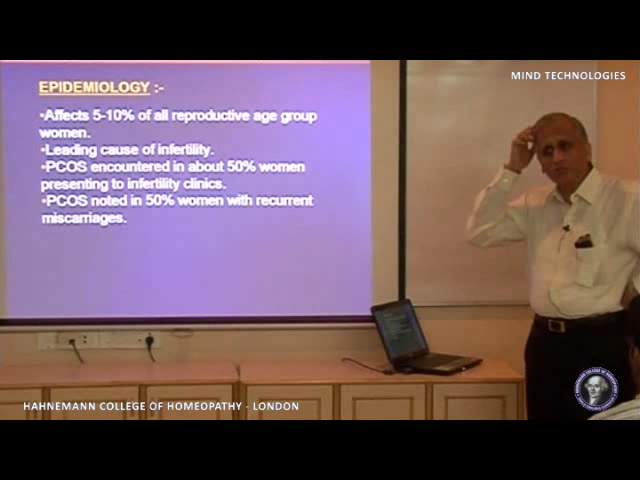 MIND TECHNOLOGIES
EPIDEMIOLOGY :-
•Affects 5-10% of all reproductive age group
women.
•Leading cause of infertility.
•PCOS encountered in about 50% women
presenting to infertility clinics.
•PCOS noted in 50% women with recurrent
miscarriages.
HAHNEMANN COLLEGE OF HOMEOPATHY - LONDON